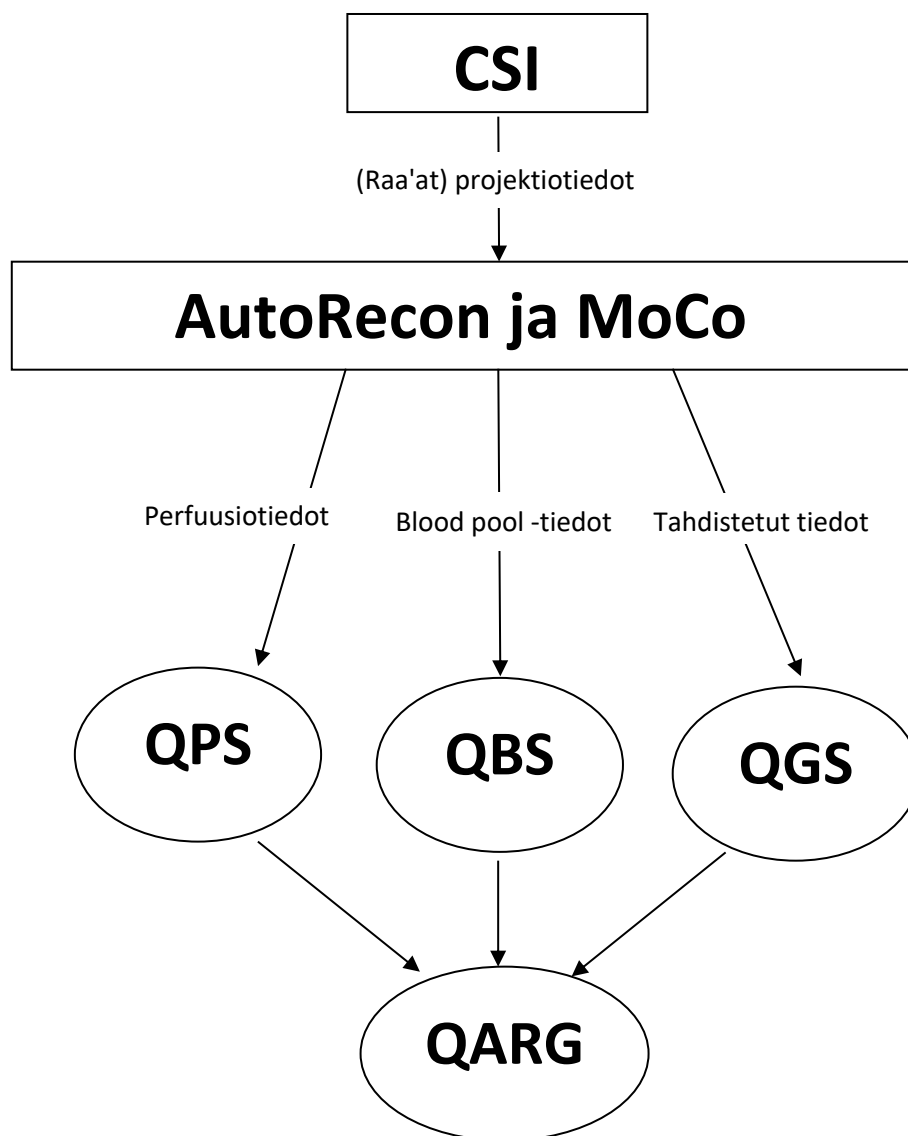 CSI
(Raa'at) projektiotiedot
AutoRecon ja MoCo
Perfuusiotiedot
Blood pool -tiedot
Tahdistetut tiedot
QPS
QBS
QGS
QARG